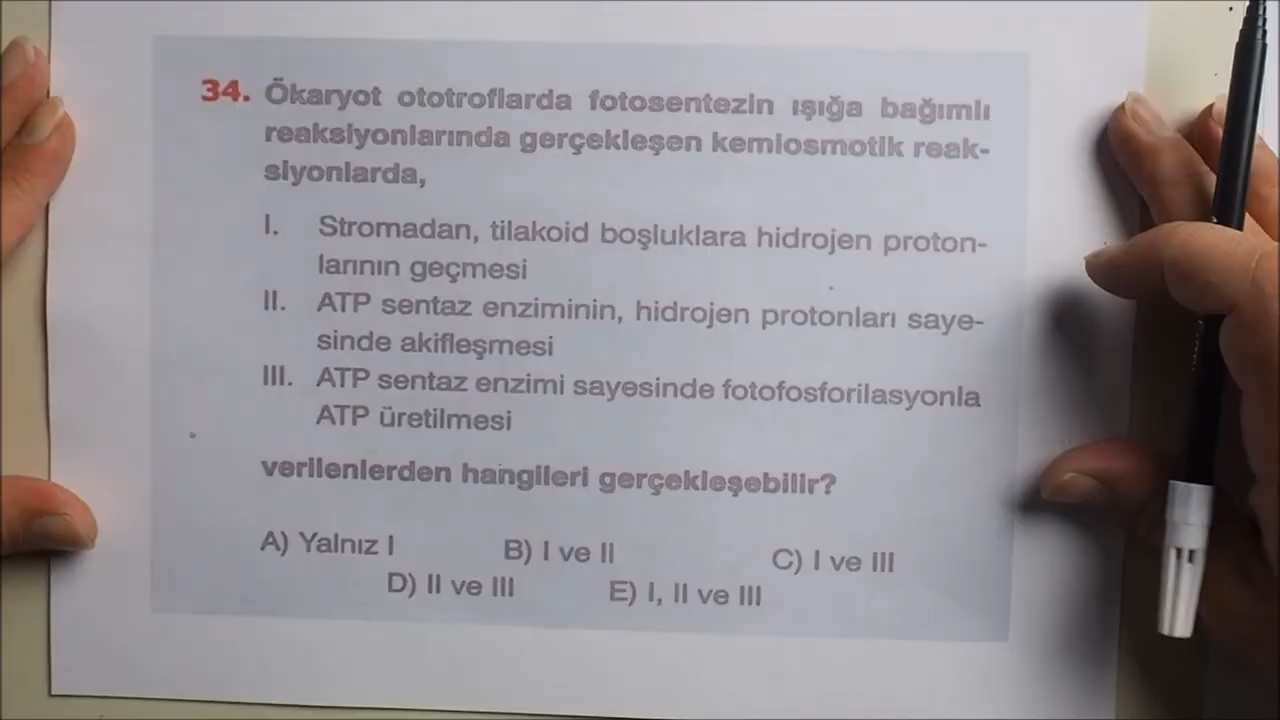 34. Ökaryot ototroflarda fotosentezin ışığa bağımlı
reaksiyonlarında gerçekleşen kemiosmotik reak-
siyonlarda,
I. Stromadan, tilakoid boşluklara hidrojen proton-
larının geçmesi
II. ATP sentaz enziminin, hidrojen protonları saye-
sinde akifleşmesi
III. ATP sentaz enzimi sayesinde fotofosforilasyonla
ATP üretilmesi
verilenlerden hangileri gerçekleşebilir?
A) Yalnız I B) I ve II C) I ve III
D) II ve III E) I, II ve III